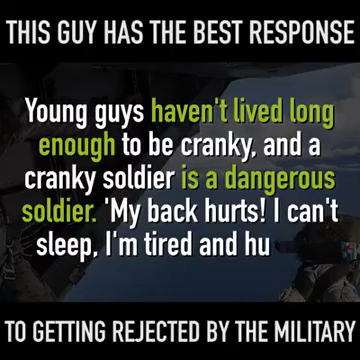 THIS GUY HAS THE BEST RESPONSE
Young guys haven't lived long
enough to be cranky, and a
cranky soldier is a dangerous
soldier. 'My back hurts! I can't
sleep, I'm tired and hu
TO GETTING REJECTED BY THE MILITARY